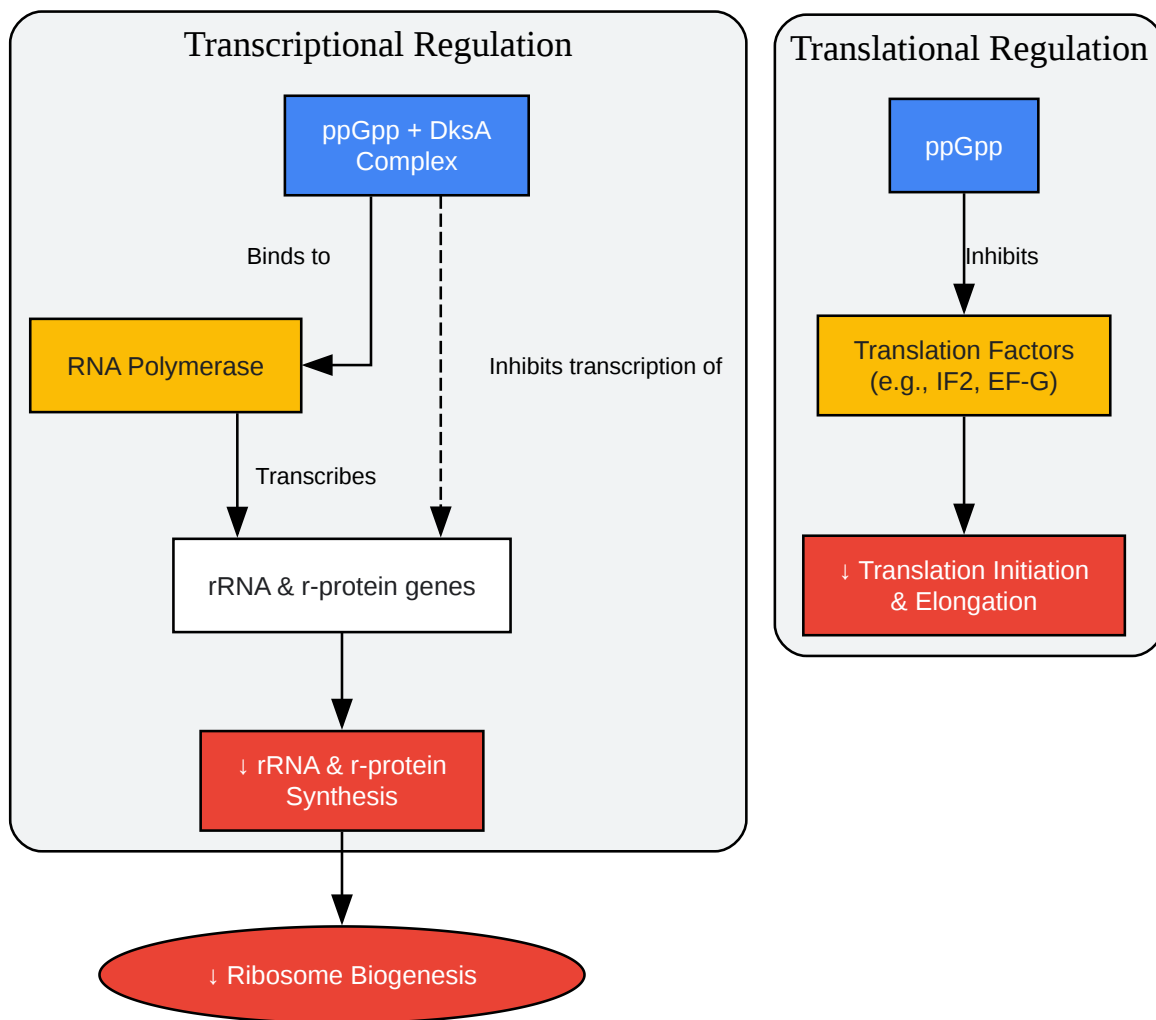 Transcriptional Regulation
ppGpp + DksA
Complex
Binds to
RNA Polymerase
Inhibits transcription of
Transcribes
rRNA & r-protein genes
↓ rRNA & r-protein
Synthesis
↓ Ribosome Biogenesis
Translational Regulation
ppGpp
Inhibits
Translation Factors
(e.g., IF2, EF-G)
↓ Translation Initiation
& Elongation